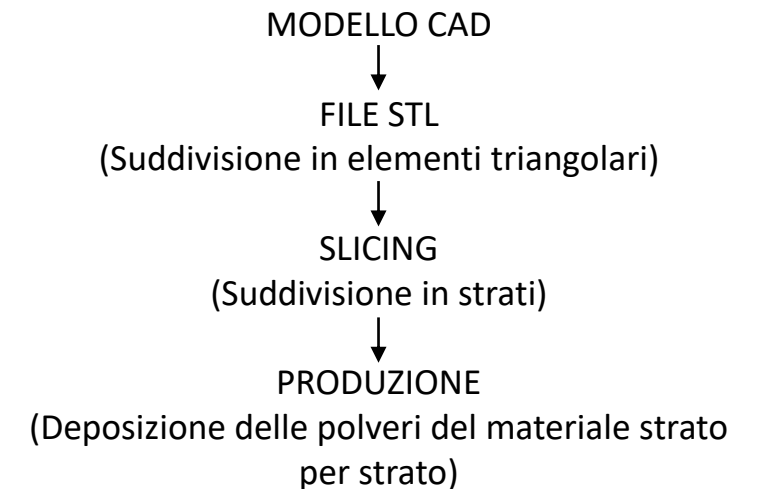 MODELLO CAD
FILE STL
(Suddivisione in elementi triangolari)
SLICING
(Suddivisione in strati)
PRODUZIONE
(Deposizione delle polveri del materiale strato
per strato)